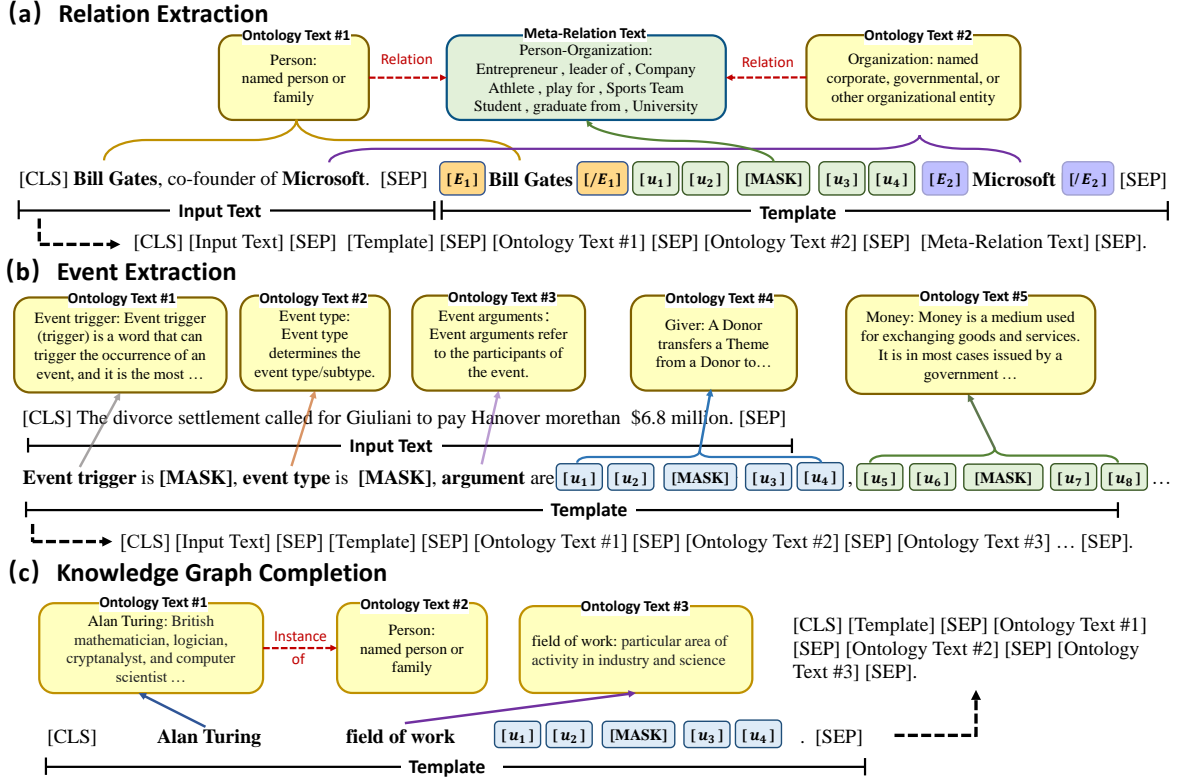 (a) Relation Extraction
Ontology Text #1
Person:
named person or
family
Relation
Meta-Relation Text
Person-Organization:
Entrepreneur , leader of , Company
Athlete , play for , Sports Team
Student , graduate from , University
Relation
Ontology Text #2
Organization: named
corporate, governmental, or
other organizational entity
[CLS] Bill Gates, co-founder of Microsoft. [SEP] [E1] Bill Gates [/E1] [u1] [u2] [MASK] [u3] [u4] [E2] Microsoft [/E2] [SEP]
Input Text
Template
[CLS] [Input Text] [SEP] [Template] [SEP] [Ontology Text #1] [SEP] [Ontology Text #2] [SEP] [Meta-Relation Text] [SEP].
(b) Event Extraction
Ontology Text #1
Event trigger: Event trigger
(trigger) is a word that can
trigger the occurrence of an
event, and it is the most …
Ontology Text #2
Event type:
Event type
determines the
event type/subtype.
Ontology Text #3
Event arguments:
Event arguments refer
to the participants of
the event.
Ontology Text #4
Giver: A Donor
transfers a Theme
from a Donor to…
Ontology Text #5
Money: Money is a medium used
for exchanging goods and services.
It is in most cases issued by a
government …
[CLS] The divorce settlement called for Giuliani to pay Hanover morethan $6.8 million. [SEP]
Input Text
Event trigger is [MASK], event type is [MASK], argument are [u1] [u2] [MASK] [u3] [u4] , [u5] [u6] [MASK] [u7] [u8] …
Template
[CLS] [Input Text] [SEP] [Template] [SEP] [Ontology Text #1] [SEP] [Ontology Text #2] [SEP] [Ontology Text #3] … [SEP].
(c) Knowledge Graph Completion
Ontology Text #1
Alan Turing: British
mathematician, logician,
cryptanalyst, and computer
scientist …
Instance
of
Ontology Text #2
Person:
named person or
family
Ontology Text #3
field of work: particular area of
activity in industry and science
[CLS] [Template] [SEP] [Ontology Text #1]
[SEP] [Ontology Text #2] [SEP] [Ontology
Text #3] [SEP].
[CLS] Alan Turing field of work [u1] [u2] [MASK] [u3] [u4] . [SEP]
Template